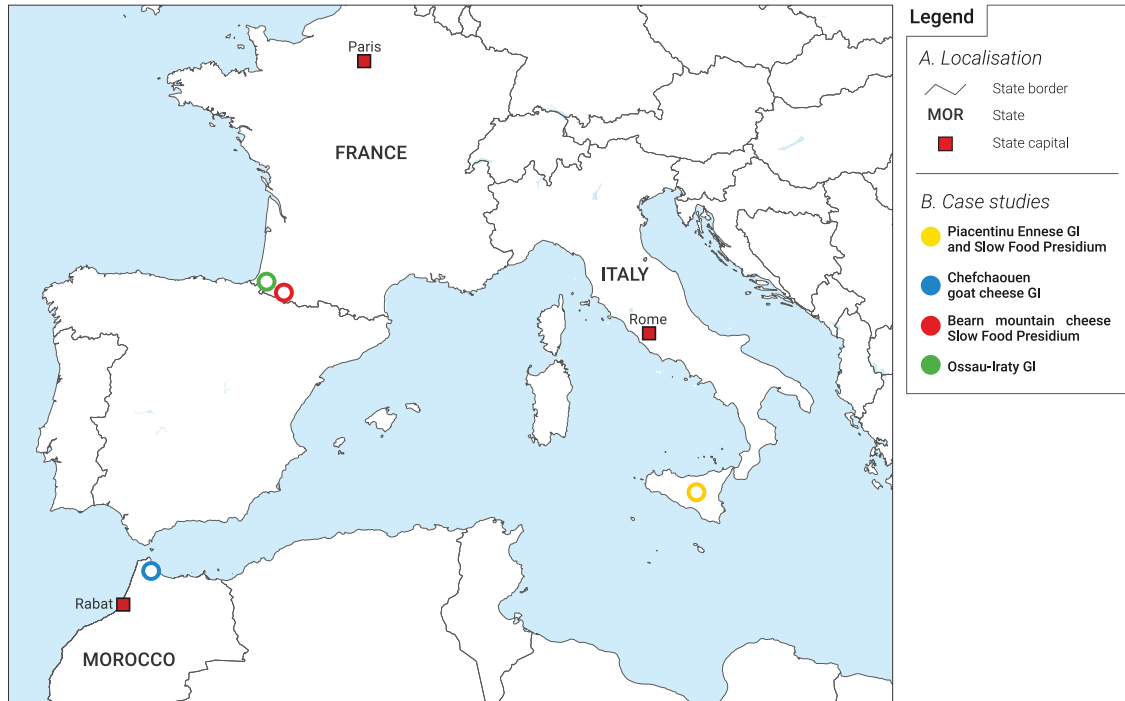 Paris
FRANCE
ITALY
Rome
Rabat
MOROCCO
Legend
A. Localisation
State border
MOR State
State capital
B. Case studies
Piacentinu Ennese GI
and Slow Food Presidium
Chefchaouen
goat cheese GI
Bearn mountain cheese
Slow Food Presidium
Ossau-Iraty GI